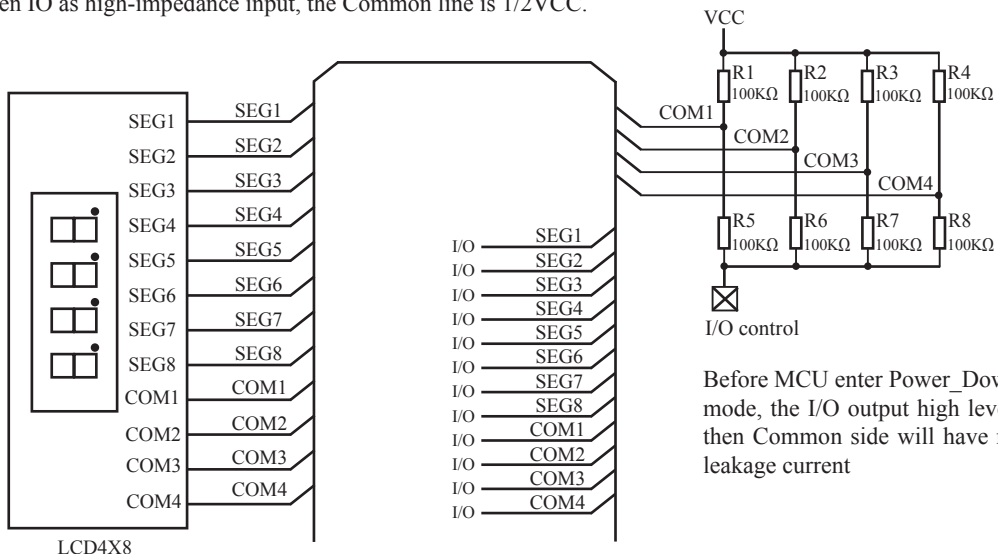 en IO as high-impedance input, the Common line is 1/2VCC.
VCC
R1
100KΩ
R2
100KΩ
R3
100KΩ
R4
100KΩ
COM1
COM2
COM3
COM4
R5
100KΩ
R6
100KΩ
R7
100KΩ
R8
100KΩ
I/O control
SEG1 SEG1
SEG2 SEG2
SEG3 SEG3
SEG4 SEG4
SEG5 SEG5
SEG6 SEG6
SEG7 SEG7
SEG8 SEG8
COM1 COM1
COM2 COM2
COM3 COM3
COM4 COM4
LCD4X8
I/O SEG1
I/O SEG2
I/O SEG3
I/O SEG4
I/O SEG5
I/O SEG6
I/O SEG7
I/O SEG8
I/O COM1
I/O COM2
I/O COM3
I/O COM4
Before MCU enter Power_Dow
mode, the I/O output high leve
then Common side will have
leakage current